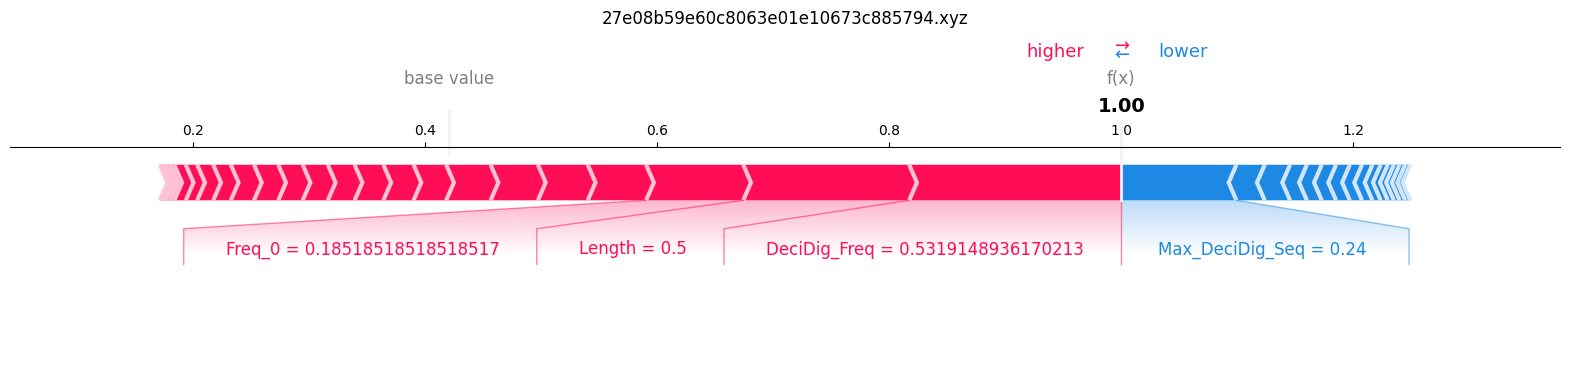 27e08b59e60c8063e01e10673c885794.xyz
higher ⇄ lower
base value f(x)
1.00
0.2 0.4 0.6 0.8 1.0 1.2
Freq_0 = 0.18518518518518517 Length = 0.5 DeciDig_Freq = 0.5319148936170213 Max_DeciDig_Seq = 0.24